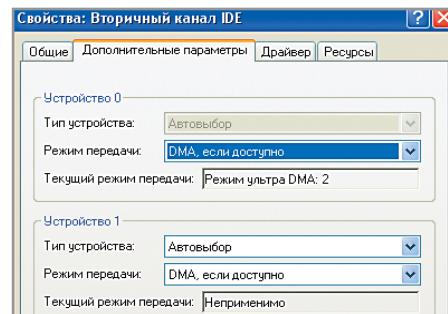 Свойства: Вторичный канал IDE
Общие Дополнительные параметры Драйвер Ресурсы
Устройство 0
Тип устройства: Автовыбор
Режим передачи: DMA, если доступно
Текущий режим передачи: Режим ультра DMA: 2
Устройство 1
Тип устройства: Автовыбор
Режим передачи: DMA, если доступно
Текущий режим передачи: Неприменимо